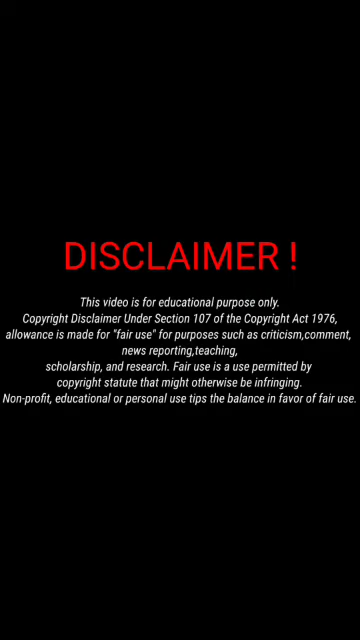 DISCLAIMER !
This video is for educational purpose only.
Copyright Disclaimer Under Section 107 of the Copyright Act 1976,
allowance is made for "fair use" for purposes such as criticism,comment,
news reporting,teaching,
scholarship, and research. Fair use is a use permitted by
copyright statute that might otherwise be infringing.
Non-profit, educational or personal use tips the balance in favor of fair use.